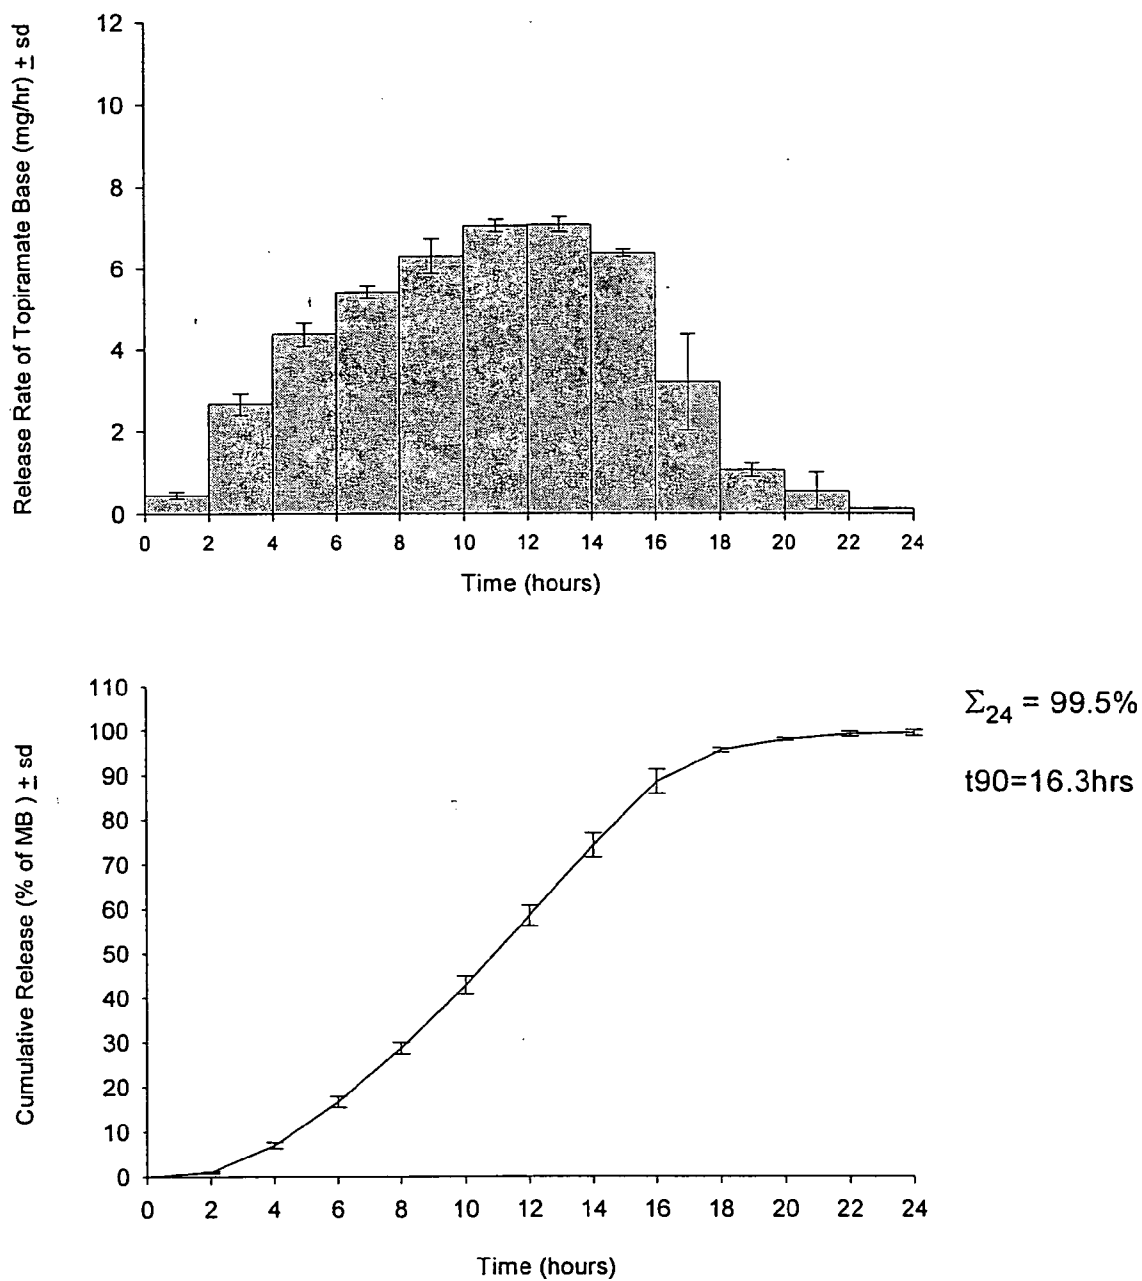 Release Rate of Topiramate Base (mg/hr) ± sd
12
10
8
6
4
2
0
0 2 4 6 8 10 12 14 16 18 20 22 24
Time (hours)
Cumulative Release (% of MB ) ± sd
110
100
90
80
70
60
50
40
30
20
10
0
0 2 4 6 8 10 12 14 16 18 20 22 24
Time (hours)
Σ24 = 99.5%
t90=16.3hrs